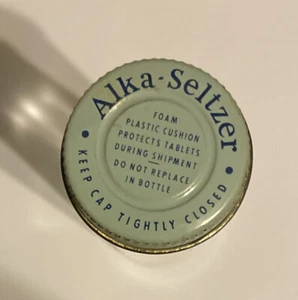 Alka-Seltzer
FOAM
PLASTIC CUSHION
PROTECTS TABLETS
DURING SHIPMENT
DO NOT REPLACE
IN BOTTLE
• KEEP CAP TIGHTLY CLOSED •